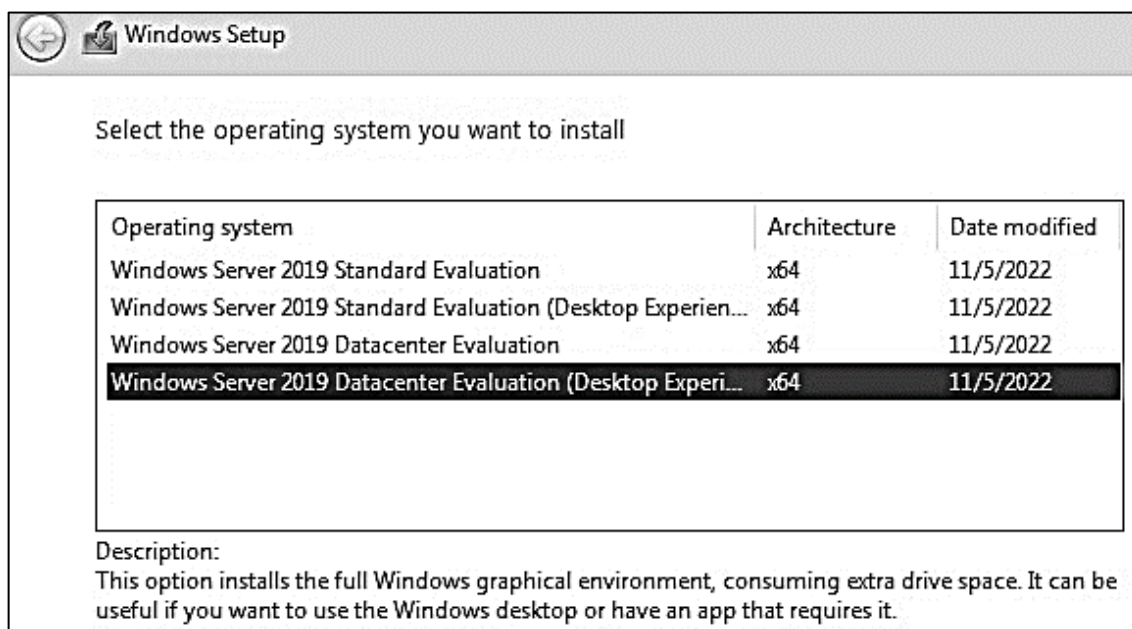 Windows Setup
Select the operating system you want to install
Operating system Architecture Date modified
Windows Server 2019 Standard Evaluation x64 11/5/2022
Windows Server 2019 Standard Evaluation (Desktop Experien... x64 11/5/2022
Windows Server 2019 Datacenter Evaluation x64 11/5/2022
Windows Server 2019 Datacenter Evaluation (Desktop Experi... x64 11/5/2022
Description:
This option installs the full Windows graphical environment, consuming extra drive space. It can be
useful if you want to use the Windows desktop or have an app that requires it.